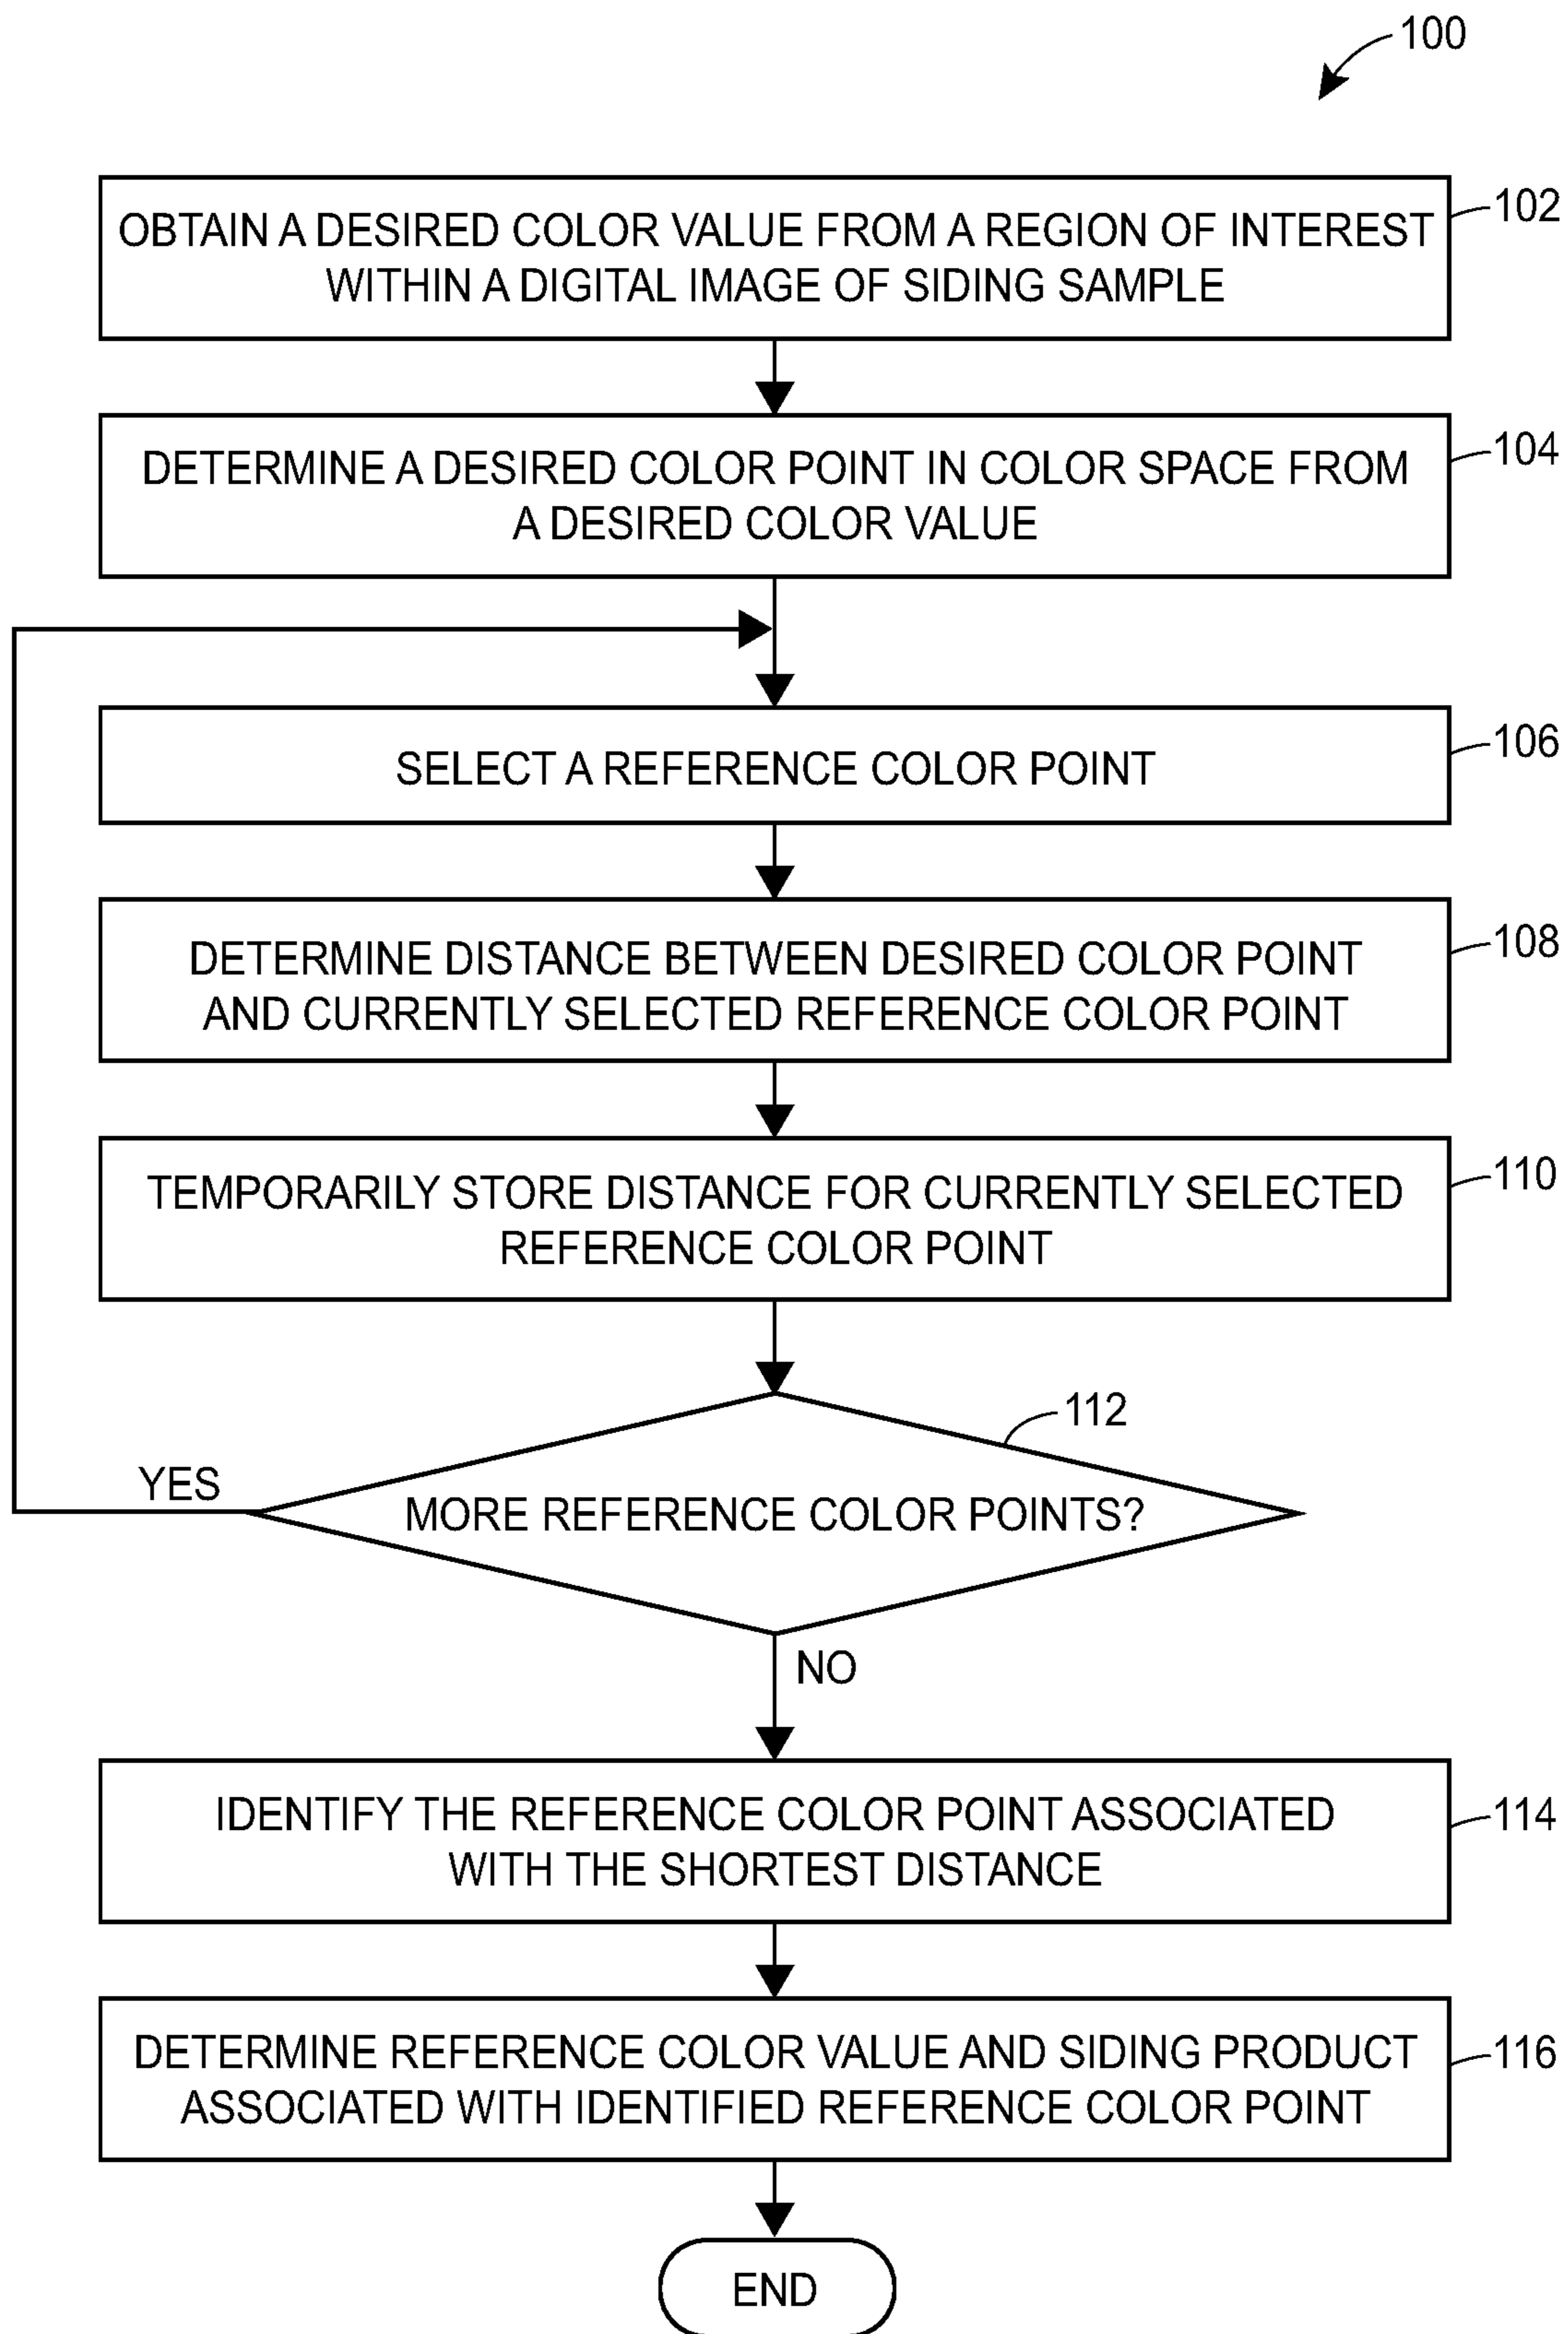 100
OBTAIN A DESIRED COLOR VALUE FROM A REGION OF INTEREST
WITHIN A DIGITAL IMAGE OF SIDING SAMPLE
102
DETERMINE A DESIRED COLOR POINT IN COLOR SPACE FROM
A DESIRED COLOR VALUE
104
SELECT A REFERENCE COLOR POINT
106
DETERMINE DISTANCE BETWEEN DESIRED COLOR POINT
AND CURRENTLY SELECTED REFERENCE COLOR POINT
108
TEMPORARILY STORE DISTANCE FOR CURRENTLY SELECTED
REFERENCE COLOR POINT
110
112
YES
MORE REFERENCE COLOR POINTS?
NO
IDENTIFY THE REFERENCE COLOR POINT ASSOCIATED
WITH THE SHORTEST DISTANCE
114
DETERMINE REFERENCE COLOR VALUE AND SIDING PRODUCT
ASSOCIATED WITH IDENTIFIED REFERENCE COLOR POINT
116
END